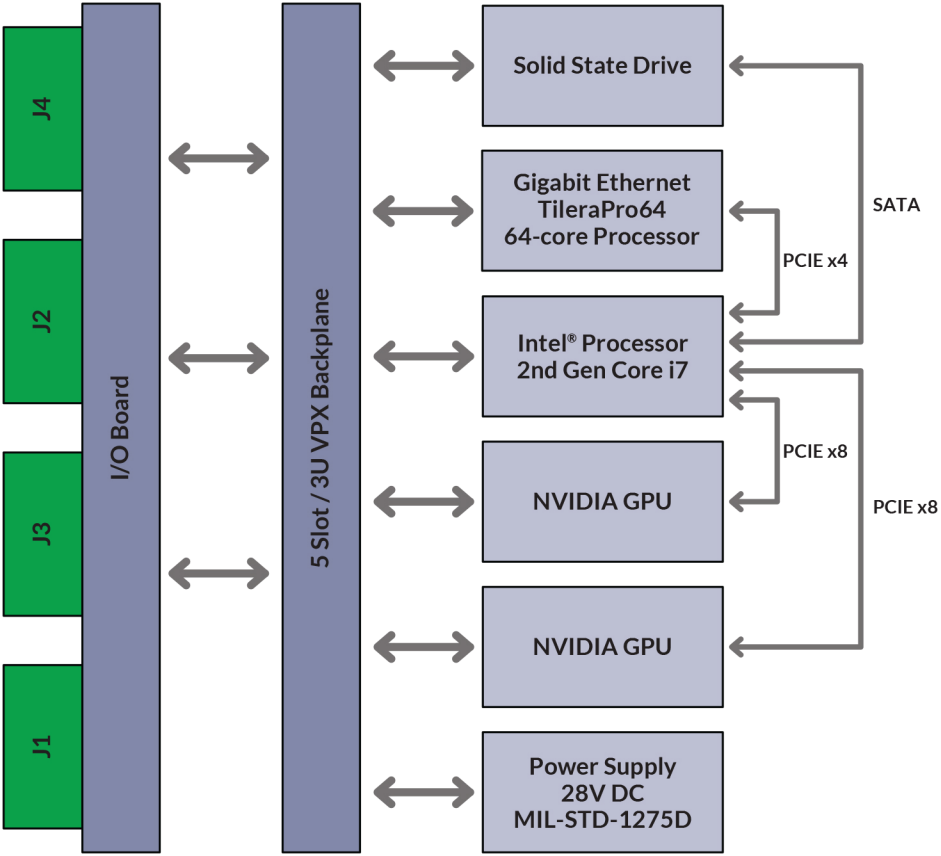 J4
J2
J3
J1
I/O Board
5 Slot / 3U VPX Backplane
Solid State Drive
Gigabit Ethernet
TileraPro64
64-core Processor
Intel® Processor
2nd Gen Core i7
NVIDIA GPU
NVIDIA GPU
Power Supply
28V DC
MIL-STD-1275D
SATA
PCIE x4
PCIE x8
PCIE x8